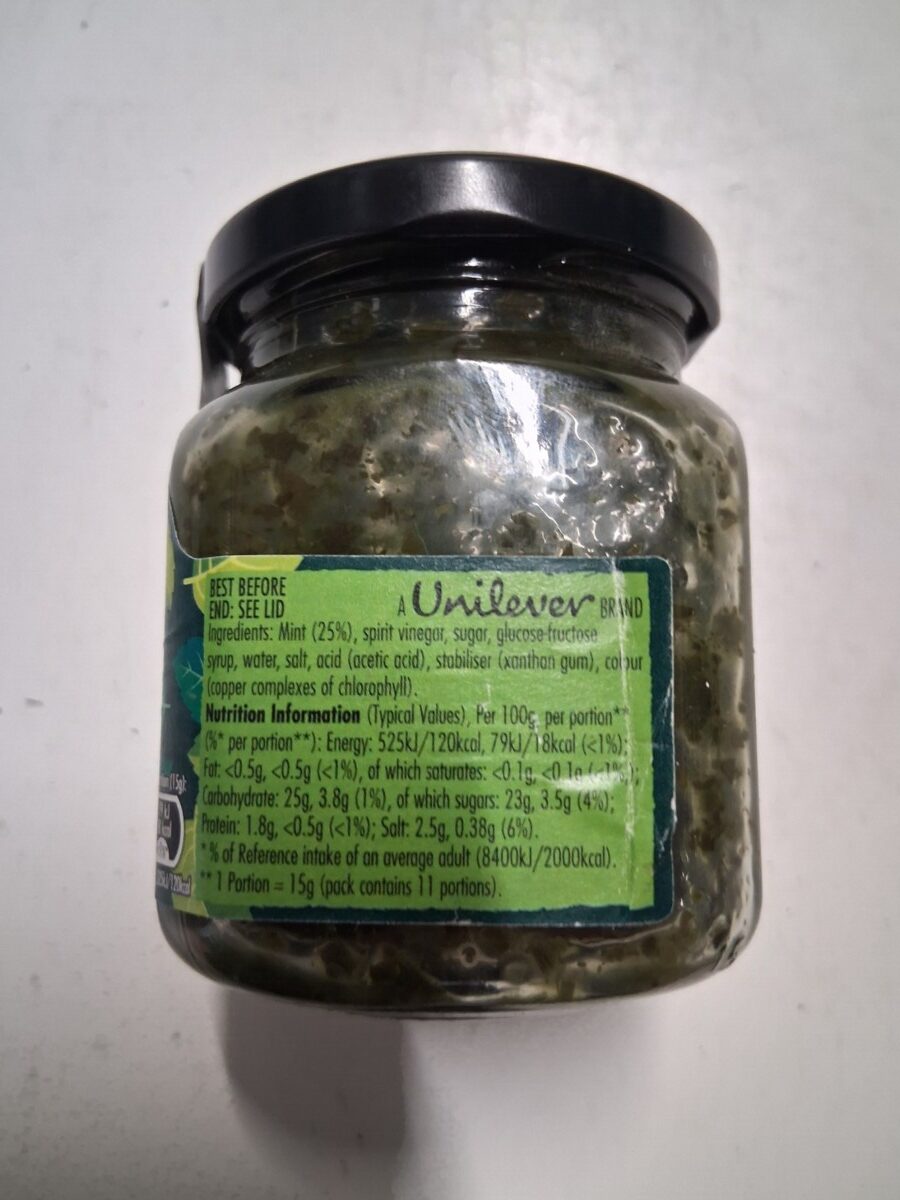 BEST BEFORE
END: SEE LID
A Unilever BRAND
Ingredients: Mint (25%), spirit vinegar, sugar, glucose-fructose
syrup, water, salt, acid (acetic acid), stabiliser (xanthan gum), colour
(copper complexes of chlorophyll).
Nutrition Information (Typical Values), Per 100g, per portion**
(%* per portion**): Energy: 525kJ/120kcal, 79kJ/18kcal (<1%);
Fat: <0.5g, <0.5g (<1%), of which saturates: <0.1g, <0.1g (<1%);
Carbohydrate: 25g, 3.8g (1%), of which sugars: 23g, 3.5g (4%);
Protein: 1.8g, <0.5g (<1%); Salt: 2.5g, 0.38g (6%).
* % of Reference intake of an average adult (8400kJ/2000kcal).
** 1 Portion = 15g (pack contains 11 portions).
(15g):
kJ
kcal
120kcal